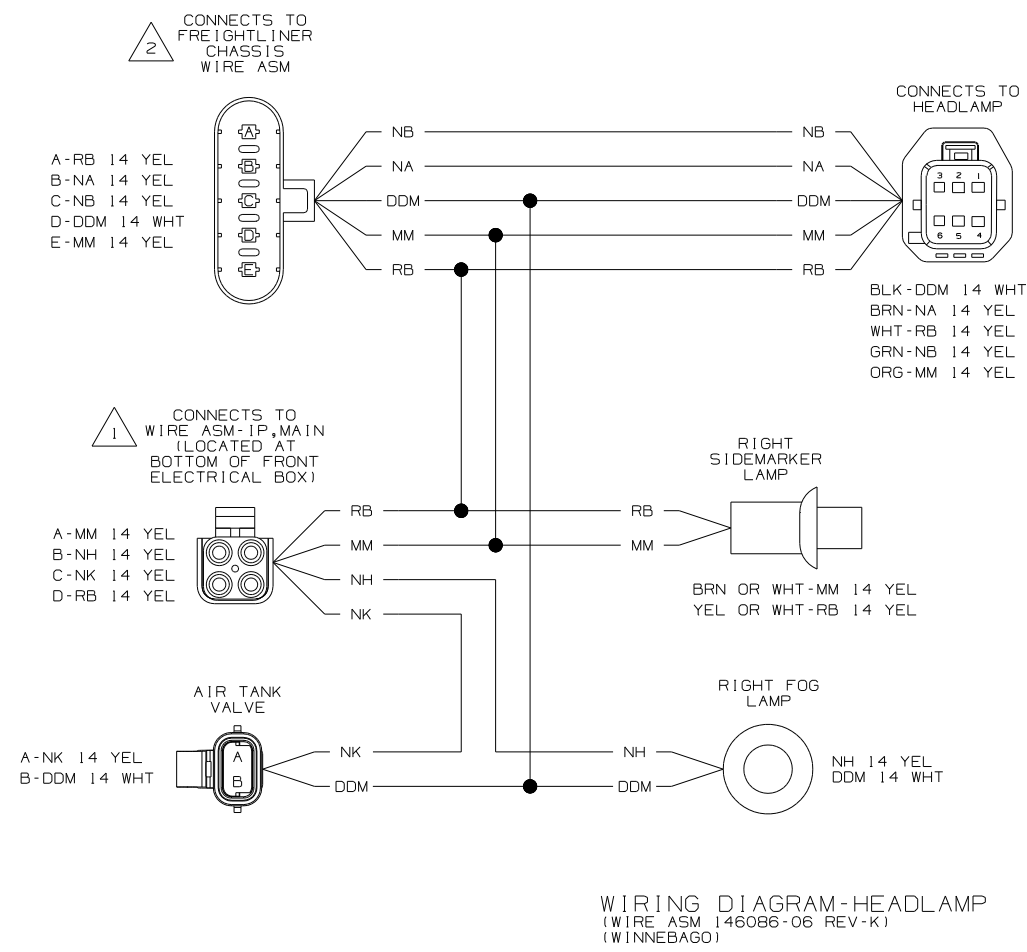 CONNECTS TO
FREIGHTLINER
CHASSIS
WIRE ASM
2
A
B
C
D
E
A-RB 14 YEL
B-NA 14 YEL
C-NB 14 YEL
D-DDM 14 WHT
E-MM 14 YEL
NB
NA
DDM
MM
RB
NB
NA
DDM
MM
RB
CONNECTS TO
HEADLAMP
3 2 1
6 5 4
BLK-DDM 14 WHT
BRN-NA 14 YEL
WHT-RB 14 YEL
GRN-NB 14 YEL
ORG-MM 14 YEL
1
CONNECTS TO
WIRE ASM-IP,MAIN
(LOCATED AT
BOTTOM OF FRONT
ELECTRICAL BOX)
A-MM 14 YEL
B-NH 14 YEL
C-NK 14 YEL
D-RB 14 YEL
RB
MM
NH
NK
RB
MM
RIGHT
SIDEMARKER
LAMP
BRN OR WHT-MM 14 YEL
YEL OR WHT-RB 14 YEL
AIR TANK
VALVE
A-NK 14 YEL
B-DDM 14 WHT
A
B
NK
DDM
NH
DDM
RIGHT FOG
LAMP
NH 14 YEL
DDM 14 WHT
WIRING DIAGRAM-HEADLAMP
(WIRE ASM 146086-06 REV-K)
(WINNEBAGO)